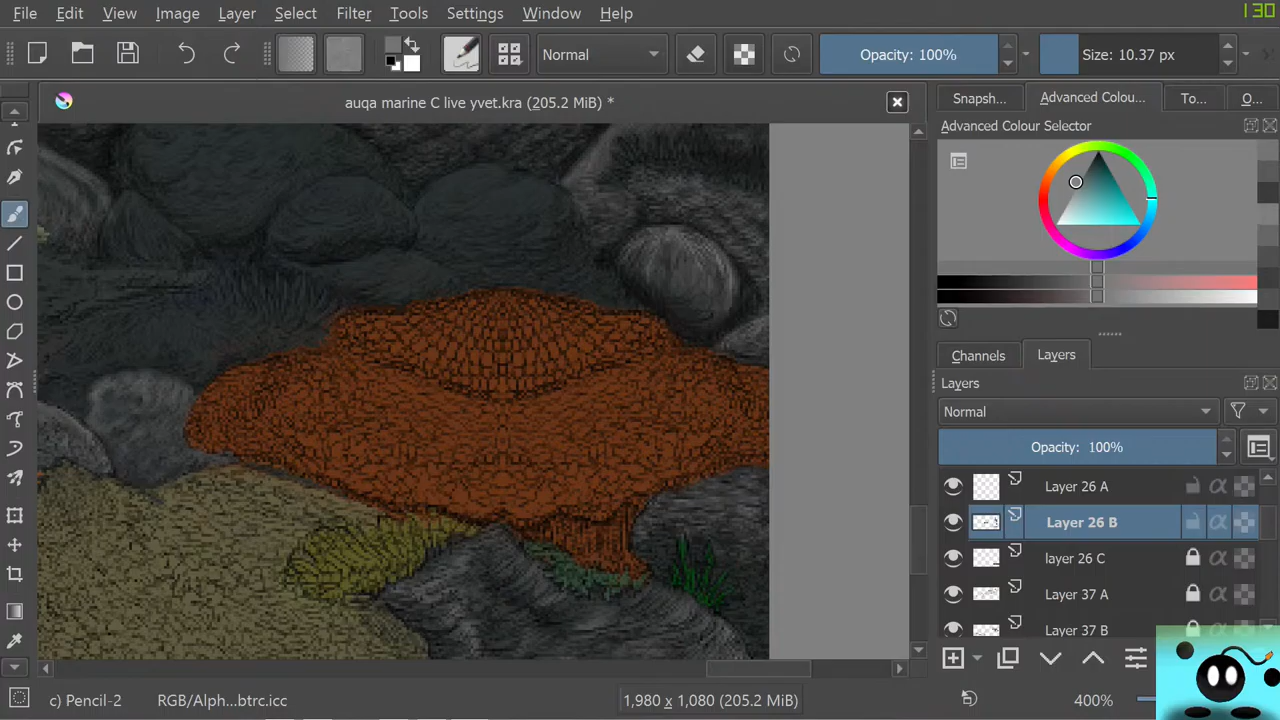 File Edit View Image Layer Select Filter Tools Settings Window Help
130
Normal
Opacity: 100%
Size: 10.37 px
auqa marine C live yvet.kra (205.2 MiB) *
Snapsh...
Advanced Colou...
To...
O...
Advanced Colour Selector
Channels
Layers
Layers
Normal
Opacity: 100%
Layer 26 A
Layer 26 B
layer 26 C
Layer 37 A
Layer 37 B
c) Pencil-2
RGB/Alph...btrc.icc
1,980 x 1,080 (205.2 MiB)
400%